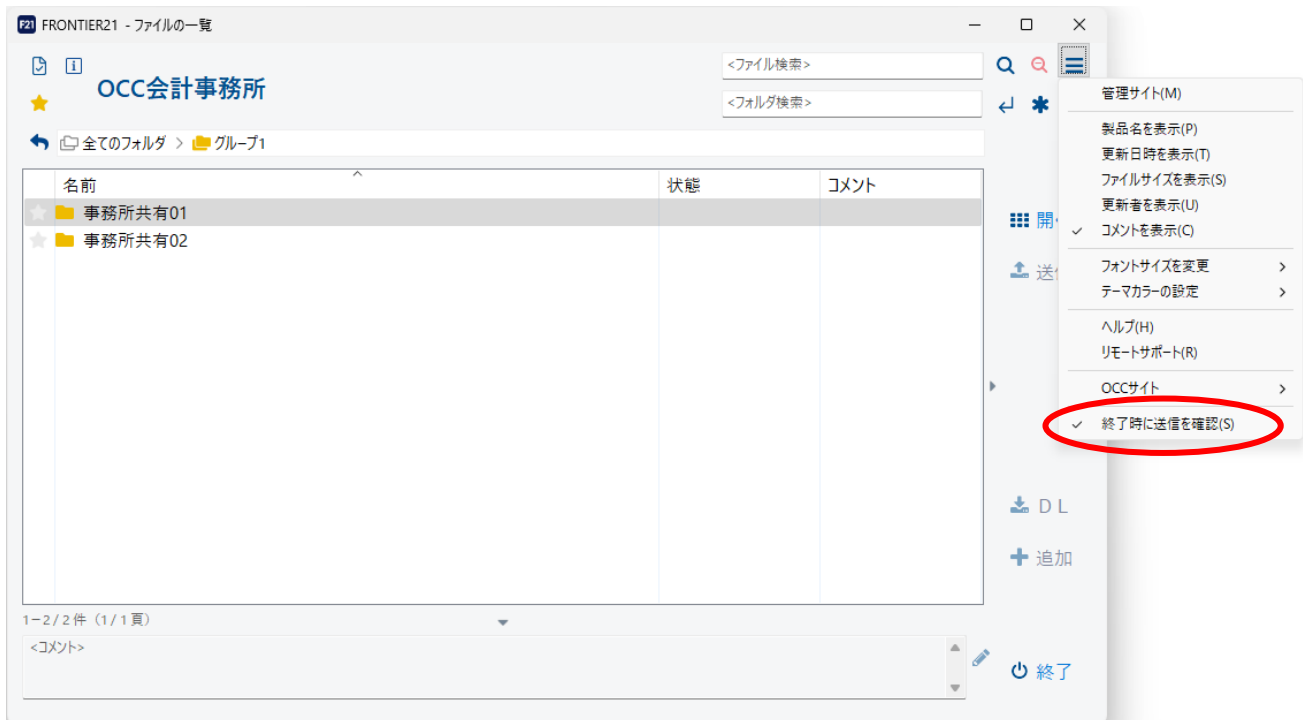 F21 FRONTIER21 - ファイルの一覧
OCC会計事務所
<ファイル検索>
<フォルダ検索>
全てのフォルダ > グループ1
名前 状態 コメント
事務所共有01
事務所共有02
開
送
DL
追加
終了
1-2/2件 (1/1頁)
<コメント>
管理サイト(M)
製品名を表示(P)
更新日時を表示(T)
ファイルサイズを表示(S)
更新者を表示(U)
コメントを表示(C)
フォントサイズを変更
テーマカラーの設定
ヘルプ(H)
リモートサポート(R)
OCCサイト
終了時に送信を確認(S)